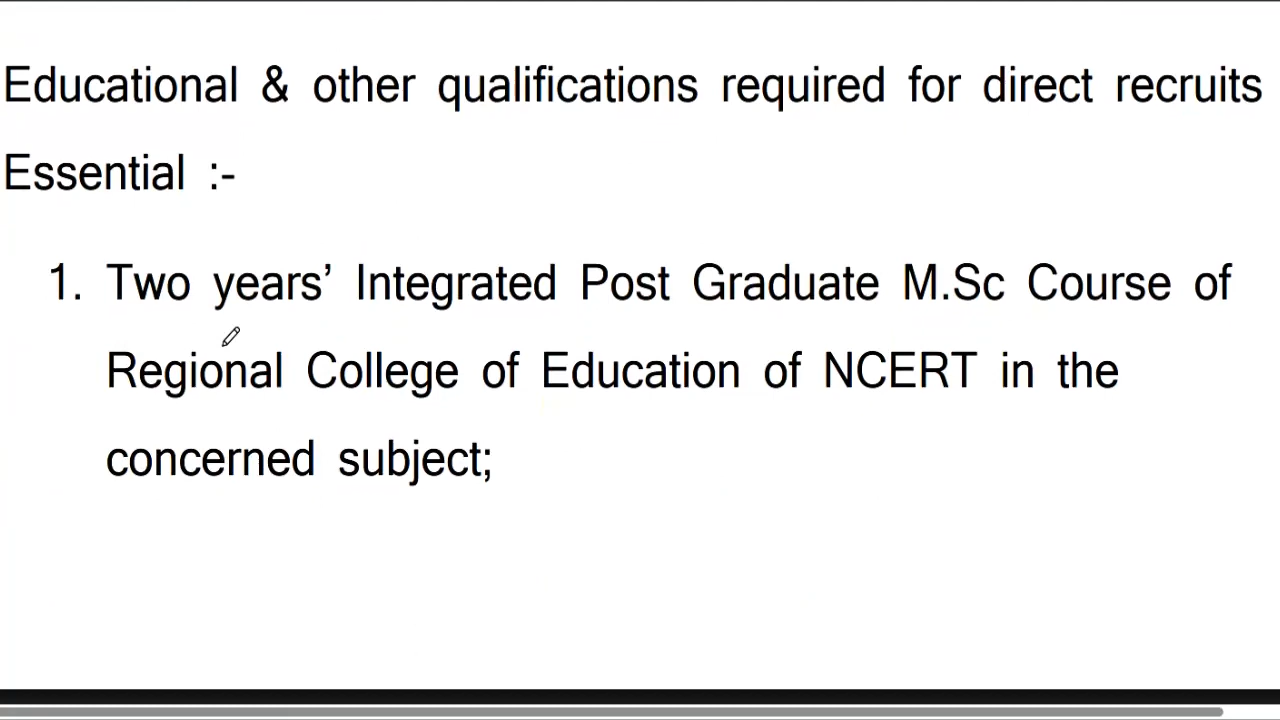 Educational & other qualifications required for direct recruits
Essential :-
1. Two years’ Integrated Post Graduate M.Sc Course of
Regional College of Education of NCERT in the
concerned subject;